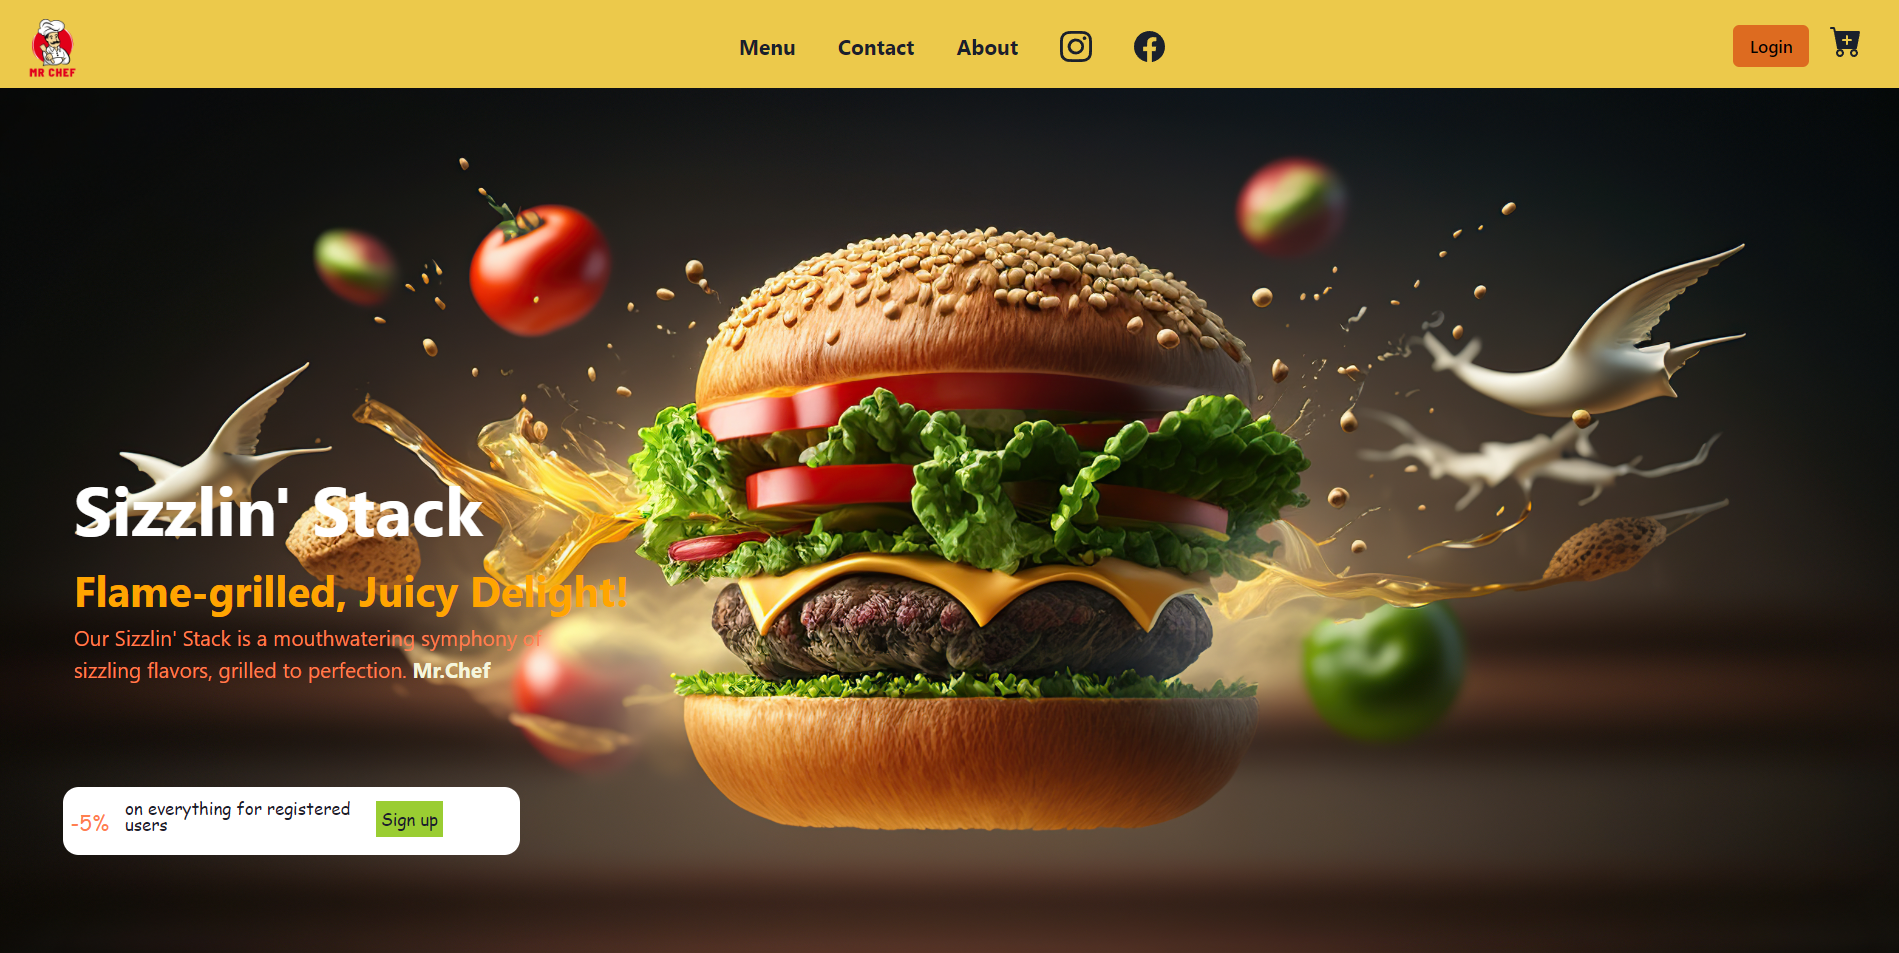 MR CHEF
Menu
Contact
About
Login
Sizzlin' Stack
Flame-grilled, Juicy Delight!
Our Sizzlin' Stack is a mouthwatering symphony of
sizzling flavors, grilled to perfection. Mr.Chef
-5%
on everything for registered
users
Sign up